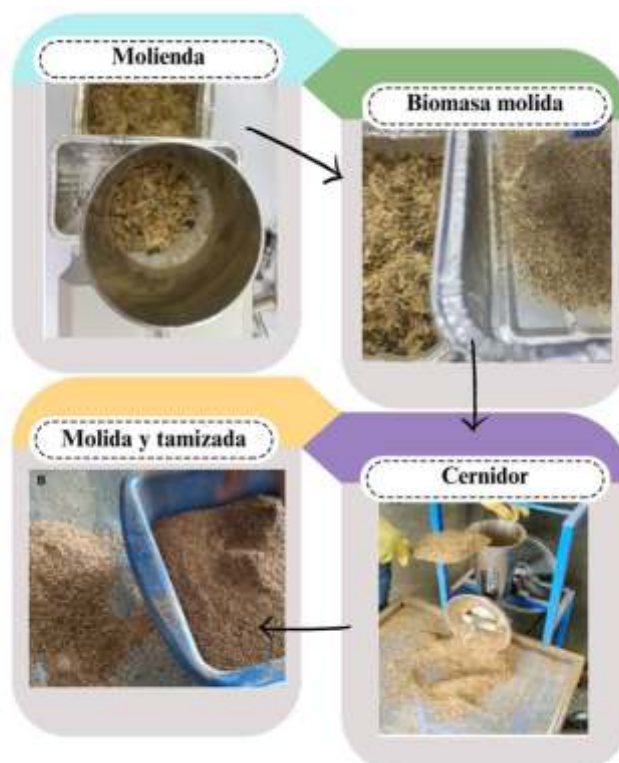 Molienda
Biomasa molida
Cernidor
Molida y tamizada
B